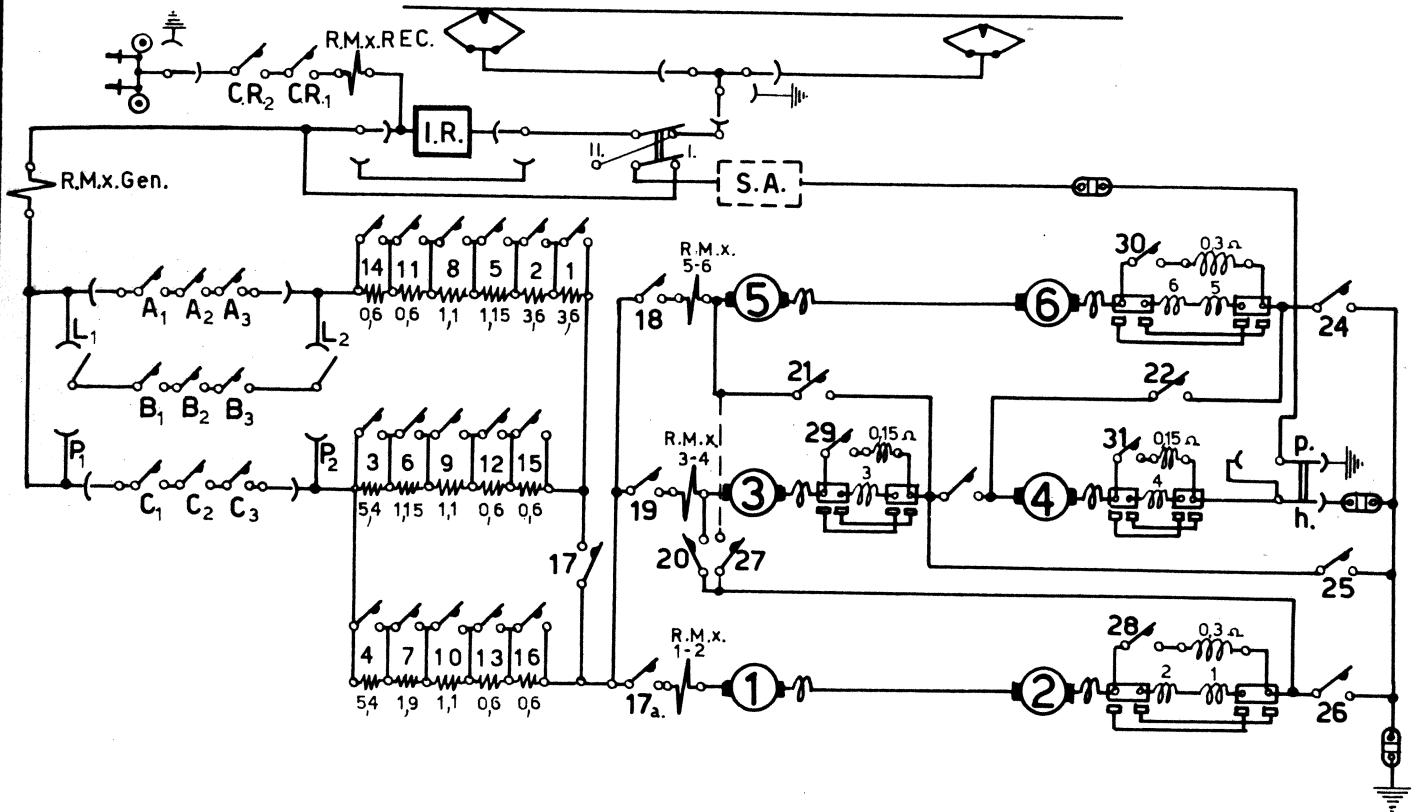 R.M.x.REC.
C.R.2 C.R.1
I.R.
II. I.
R.M.x.Gen.
S.A.
14 11 8 5 2 1
0,6 0,6 1,1 1,15 3,6 3,6
A1 A2 A3
L1 L2
B1 B2 B3
P1 P2
C1 C2 C3
3 6 9 12 15
5,4 1,15 1,1 0,6 0,6
17
4 7 10 13 16
5,4 1,9 1,1 0,6 0,6
R.M.x.
5-6
18
5
6
30
0,3 Ω
6 5
24
21
22
R.M.x.
3-4
19
3
29
0,15 Ω
3
4
31
0,15 Ω
4
p.
h.
20 27
25
R.M.x.
1-2
17a.
1
2
28
0,3 Ω
2 1
26